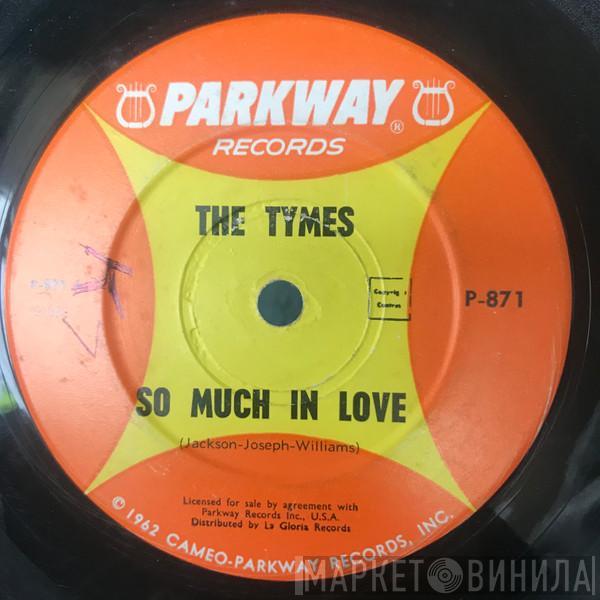 PARKWAY ®
RECORDS
THE TYMES
P-871
SO MUCH IN LOVE
(Jackson-Joseph-Williams)
Licensed for sale by agreement with
Parkway Records Inc., U.S.A.
Distributed by La Gloria Records
© 1962 CAMEO-PARKWAY RECORDS, INC.
МАРКЕТ ВИНИЛА